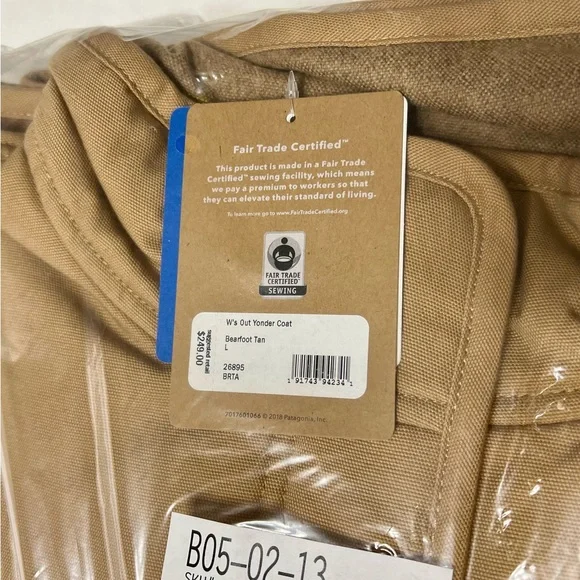 Fair Trade Certified™
This product is made in a Fair Trade
Certified™ sewing facility, which means
we pay a premium to workers so that
they can elevate their standard of living.
To learn more go to www.FairTradeCertified.org
FAIR TRADE
CERTIFIED™
SEWING
W's Out Yonder Coat
Bearfoot Tan
L
26895
BRTA
suggested retail
$249.00
1 91743 94234 1
7017601066 © 2018 Patagonia, Inc.
B05-02-13
SKU#